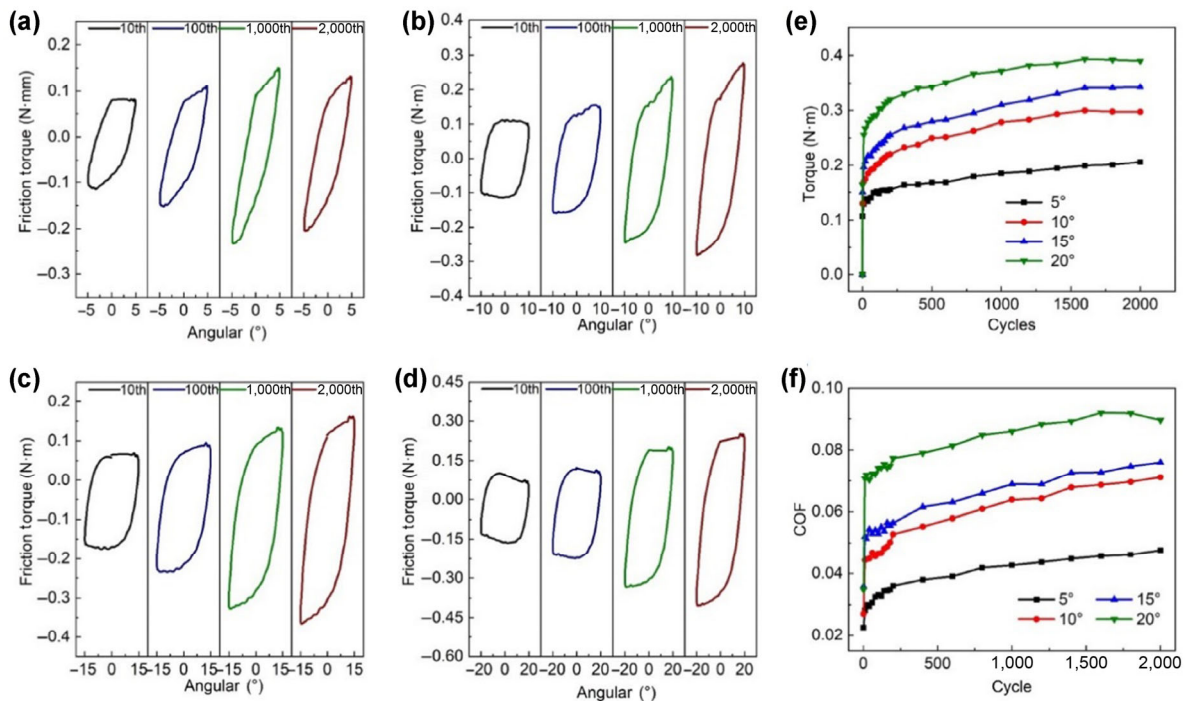 (a)
10th 100th 1,000th 2,000th
Friction torque (N·mm)
0.2
0.1
0.0
−0.1
−0.2
−0.3
−5 0 5 −5 0 5 −5 0 5 −5 0 5
Angular (°)
(b)
10th 100th 1,000th 2,000th
Friction torque (N·m)
0.4
0.3
0.2
0.1
0.0
−0.1
−0.2
−0.3
−0.4
−10 0 10 −10 0 10 −10 0 10 −10 0 10
Angular (°)
(e)
Torque (N·m)
0.4
0.3
0.2
0.1
0.0
5°
10°
15°
20°
0 500 1000 1500 2000
Cycles
(c)
10th 100th 1,000th 2,000th
Friction torque (N·m)
0.2
0.1
0.0
−0.1
−0.2
−0.3
−0.4
−15 0 15 −15 0 15 −15 0 15 −15 0 15
Angular (°)
(d)
10th 100th 1,000th 2,000th
Friction torque (N·m)
0.45
0.30
0.15
0.00
−0.15
−0.30
−0.45
−0.60
−20 0 20 −20 0 20 −20 0 20 −20 0 20
Angular (°)
(f)
COF
0.10
0.08
0.06
0.04
0.02
5° 15°
10° 20°
0 500 1,000 1,500 2,000
Cycle